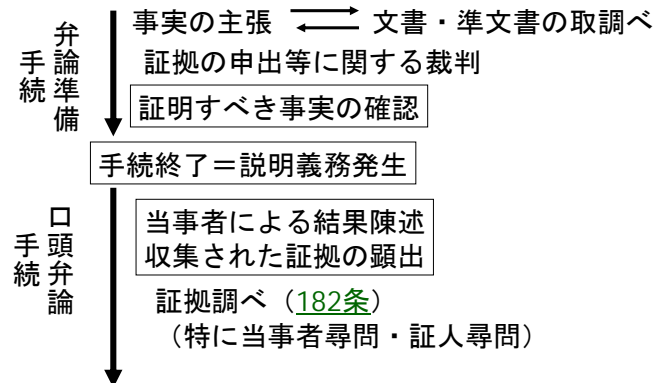 弁論準備
手続
事実の主張 文書・準文書の取調べ
証拠の申出等に関する裁判
証明すべき事実の確認
手続終了＝説明義務発生
口頭弁論
手続
当事者による結果陳述
収集された証拠の顕出
証拠調べ（182条）
（特に当事者尋問・証人尋問）